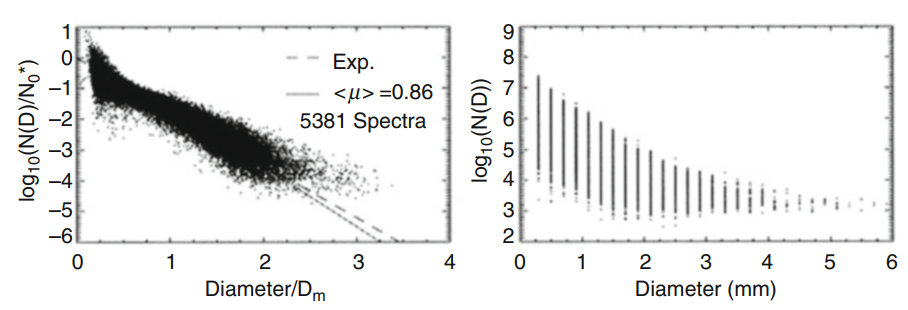 log10(N(D)/N0*)
1
0
−1
−2
−3
−4
−5
−6
Exp.
<μ> =0.86
5381 Spectra
0 1 2 3 4
Diameter/Dm
log10(N(D))
9
8
7
6
5
4
3
2
0 1 2 3 4 5 6
Diameter (mm)